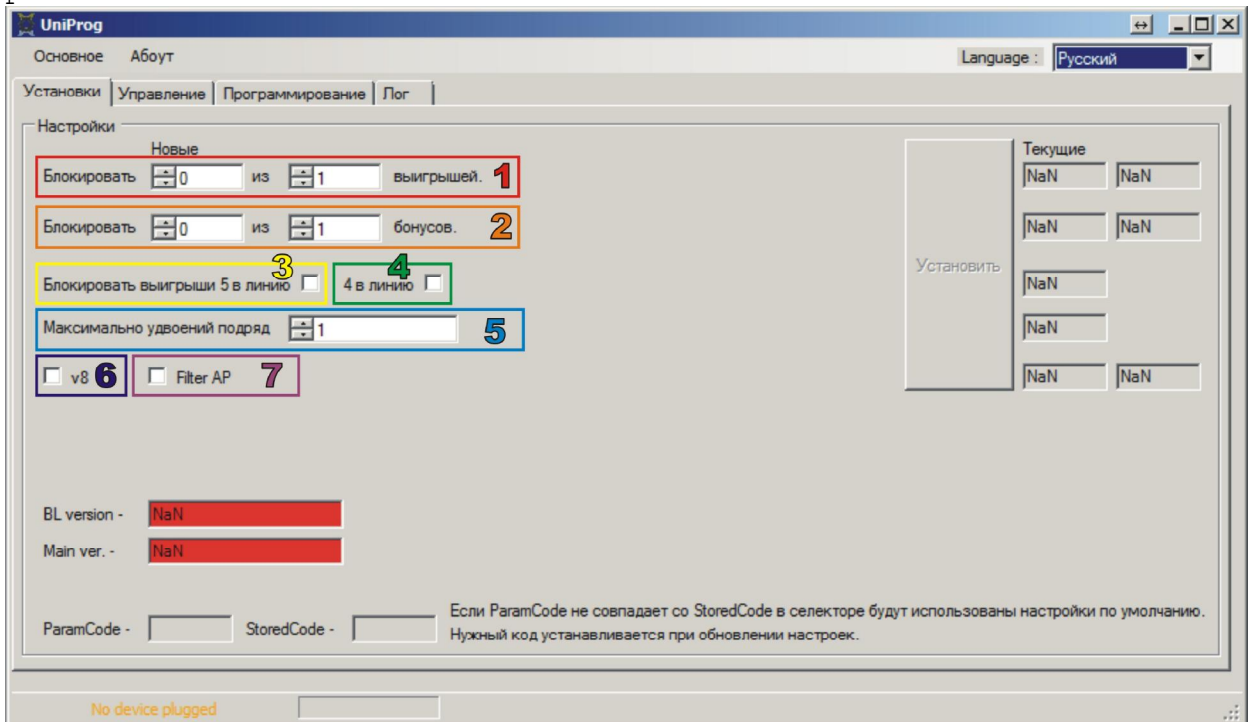 UniProg
Основное Абоут Language : Русский
Установки Управление Программирование Лог
Настройки
Новые Текущие
Блокировать 0 из 1 выигрышей. 1 NaN NaN
Блокировать 0 из 1 бонусов. 2 NaN NaN
3 4
Установить
Блокировать выигрыши 5 в линию 4 в линию NaN
Максимально удвоений подряд 1 5 NaN
v8 6 Filter AP 7 NaN NaN
BL version - NaN
Main ver. - NaN
Если ParamCode не совпадает со StoredCode в селекторе будут использованы настройки по умолчанию.
ParamCode - StoredCode -
Нужный код устанавливается при обновлении настроек.
No device plugged